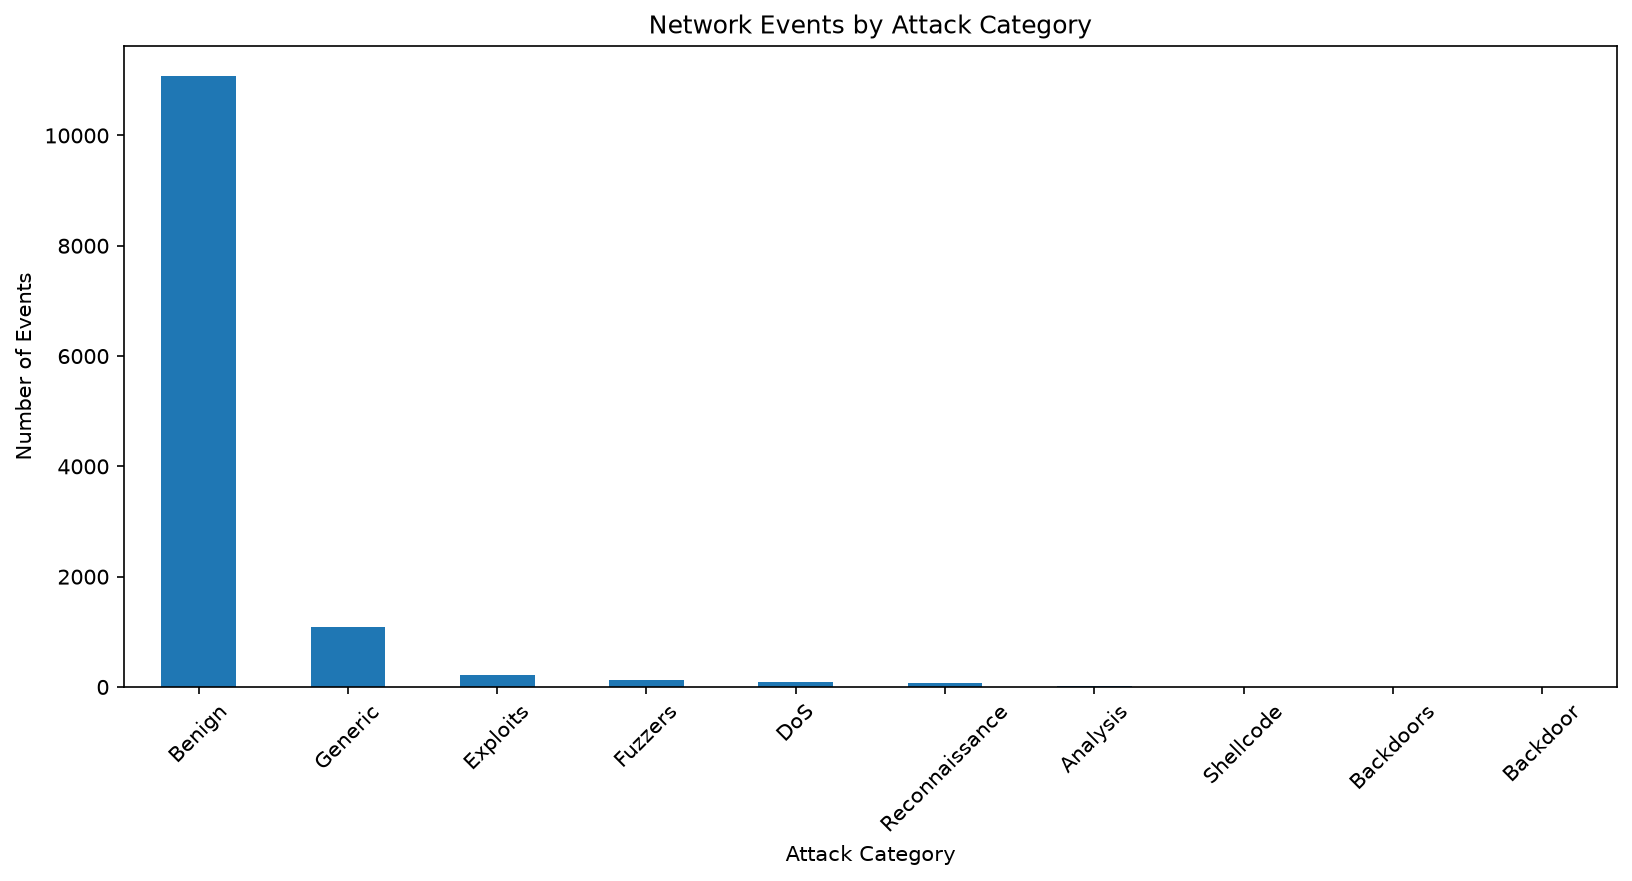 Network Events by Attack Category
Number of Events
10000
8000
6000
4000
2000
0
Benign
Generic
Exploits
Fuzzers
DoS
Reconnaissance
Analysis
Shellcode
Backdoors
Backdoor
Attack Category